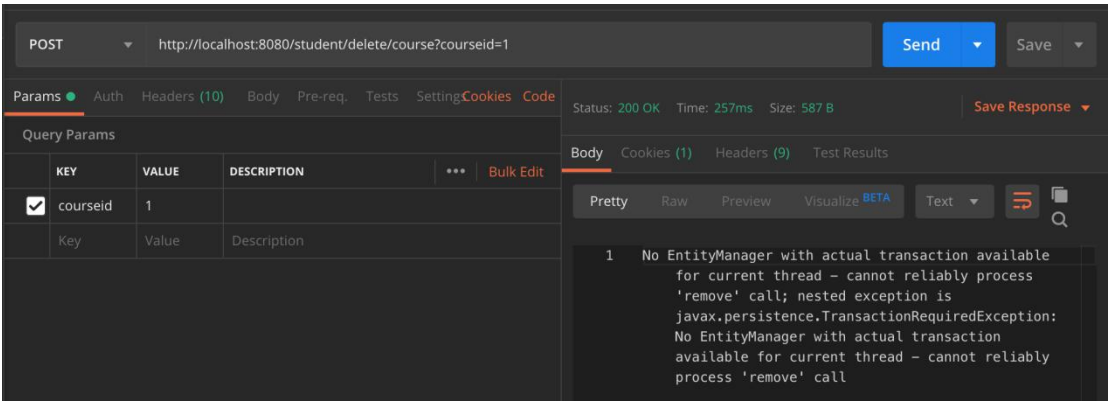 POST http://localhost:8080/student/delete/course?courseid=1 Send Save
Params Auth Headers (10) Body Pre-req. Tests Settings Cookies Code
Query Params
KEY VALUE DESCRIPTION ••• Bulk Edit
courseid 1
Key Value Description
Status: 200 OK Time: 257ms Size: 587 B Save Response
Body Cookies (1) Headers (9) Test Results
Pretty Raw Preview Visualize BETA Text
1 No EntityManager with actual transaction available
for current thread - cannot reliably process
'remove' call; nested exception is
javax.persistence.TransactionRequiredException:
No EntityManager with actual transaction
available for current thread - cannot reliably
process 'remove' call